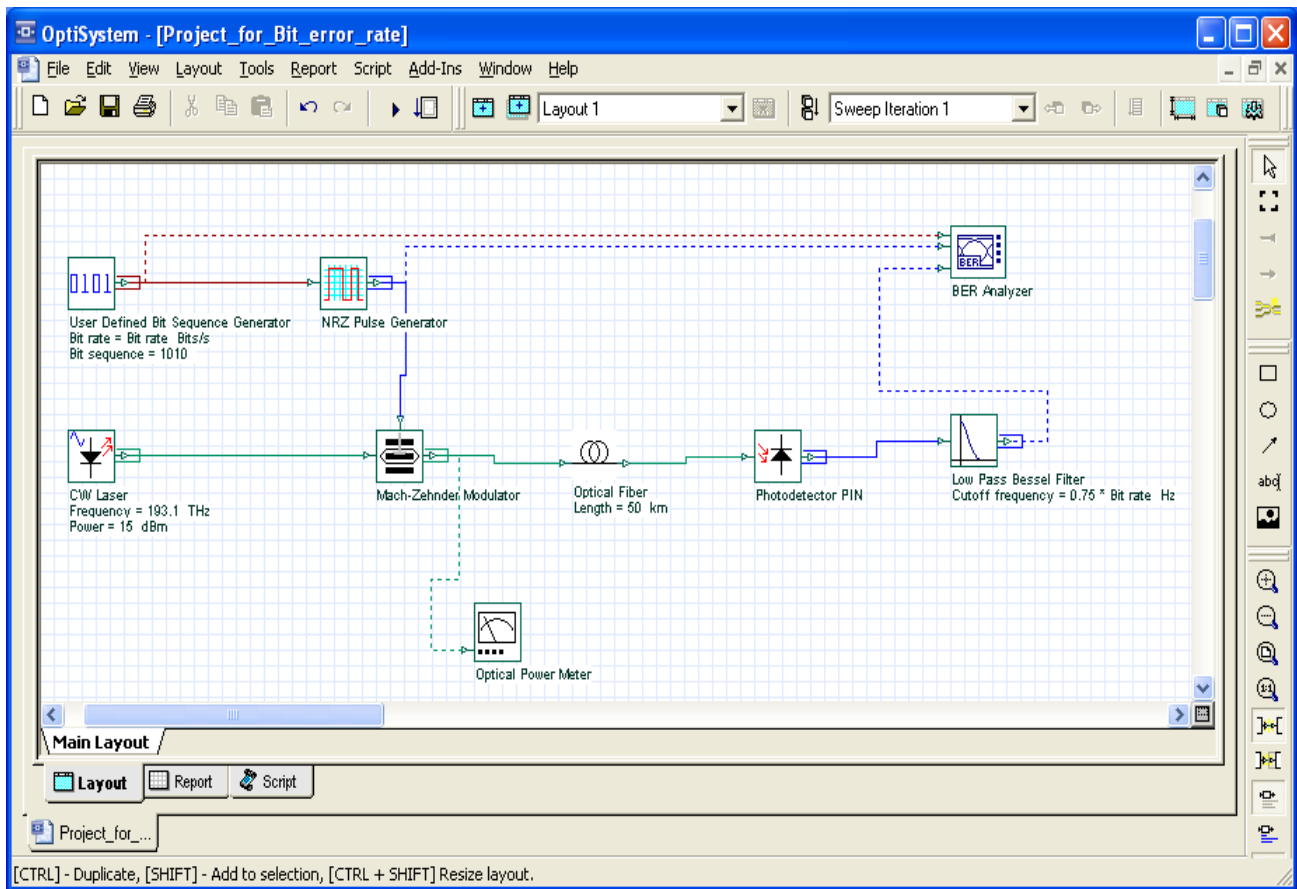 OptiSystem - [Project_for_Bit_error_rate]
File Edit View Layout Tools Report Script Add-Ins Window Help
Layout 1
Sweep Iteration 1
abc
0101
User Defined Bit Sequence Generator
Bit rate = Bit rate Bits/s
Bit sequence = 1010
NRZ Pulse Generator
BER
BER Analyzer
CW Laser
Frequency = 193.1 THz
Power = 15 dBm
Mach-Zehnder Modulator
Optical Fiber
Length = 50 km
Photodetector PIN
Low Pass Bessel Filter
Cutoff frequency = 0.75 * Bit rate Hz
Optical Power Meter
1:1
Main Layout
Layout Report Script
Project_for_...
[CTRL] - Duplicate, [SHIFT] - Add to selection, [CTRL + SHIFT] Resize layout.